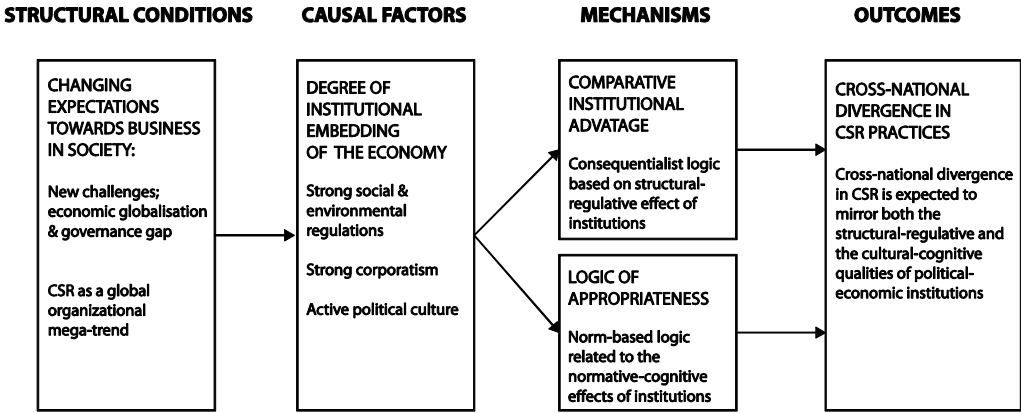 STRUCTURAL CONDITIONS
CHANGING
EXPECTATIONS
TOWARDS BUSINESS
IN SOCIETY:
New challenges;
economic globalisation
& governance gap
CSR as a global
organizational
mega-trend
CAUSAL FACTORS
DEGREE OF
INSTITUTIONAL
EMBEDDING
OF THE ECONOMY
Strong social &
environmental
regulations
Strong corporatism
Active political culture
MECHANISMS
COMPARATIVE
INSTITUTIONAL
ADVATAGE
Consequentialist logic
based on structural-
regulative effect of
institutions
LOGIC OF
APPROPRIATENESS
Norm-based logic
related to the
normative-cognitive
effects of institutions
OUTCOMES
CROSS-NATIONAL
DIVERGENCE IN
CSR PRACTICES
Cross-national divergence
in CSR is expected to
mirror both the
structural-regulative and
the cultural-cognitive
qualities of political-
economic institutions